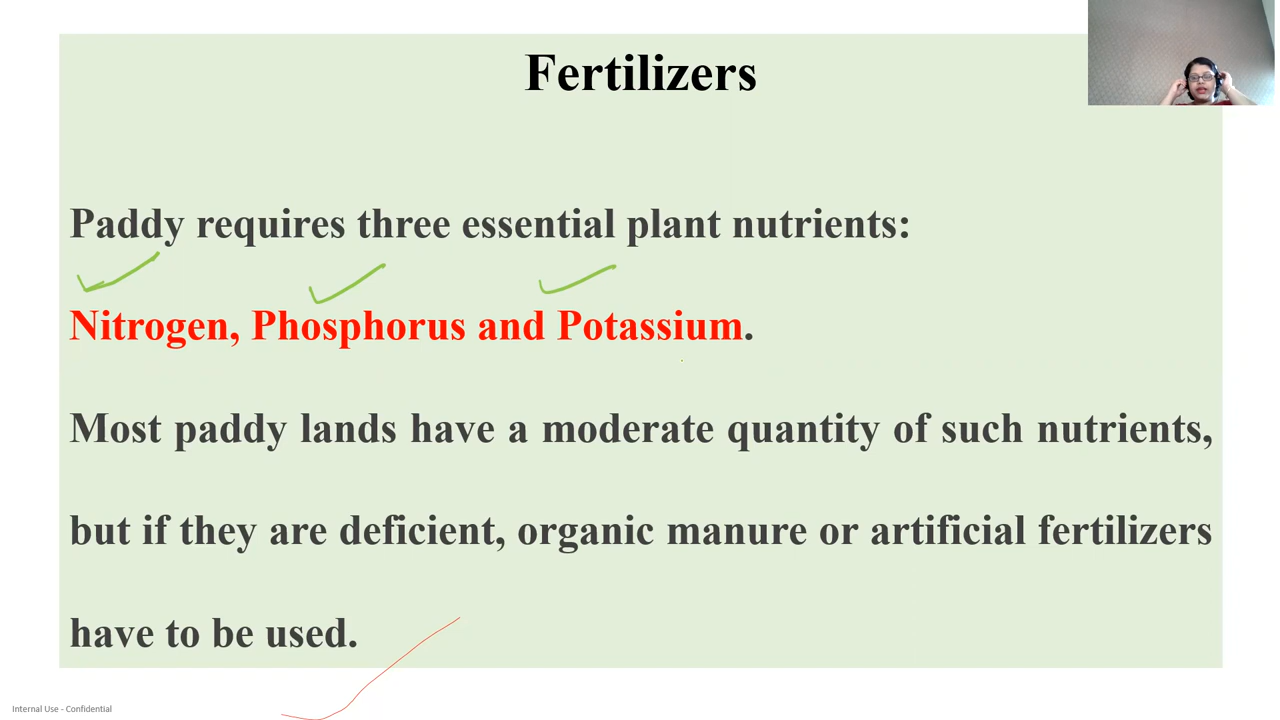 Fertilizers
Paddy requires three essential plant nutrients:
Nitrogen, Phosphorus and Potassium.
Most paddy lands have a moderate quantity of such nutrients,
but if they are deficient, organic manure or artificial fertilizers
have to be used.
Internal Use - Confidential